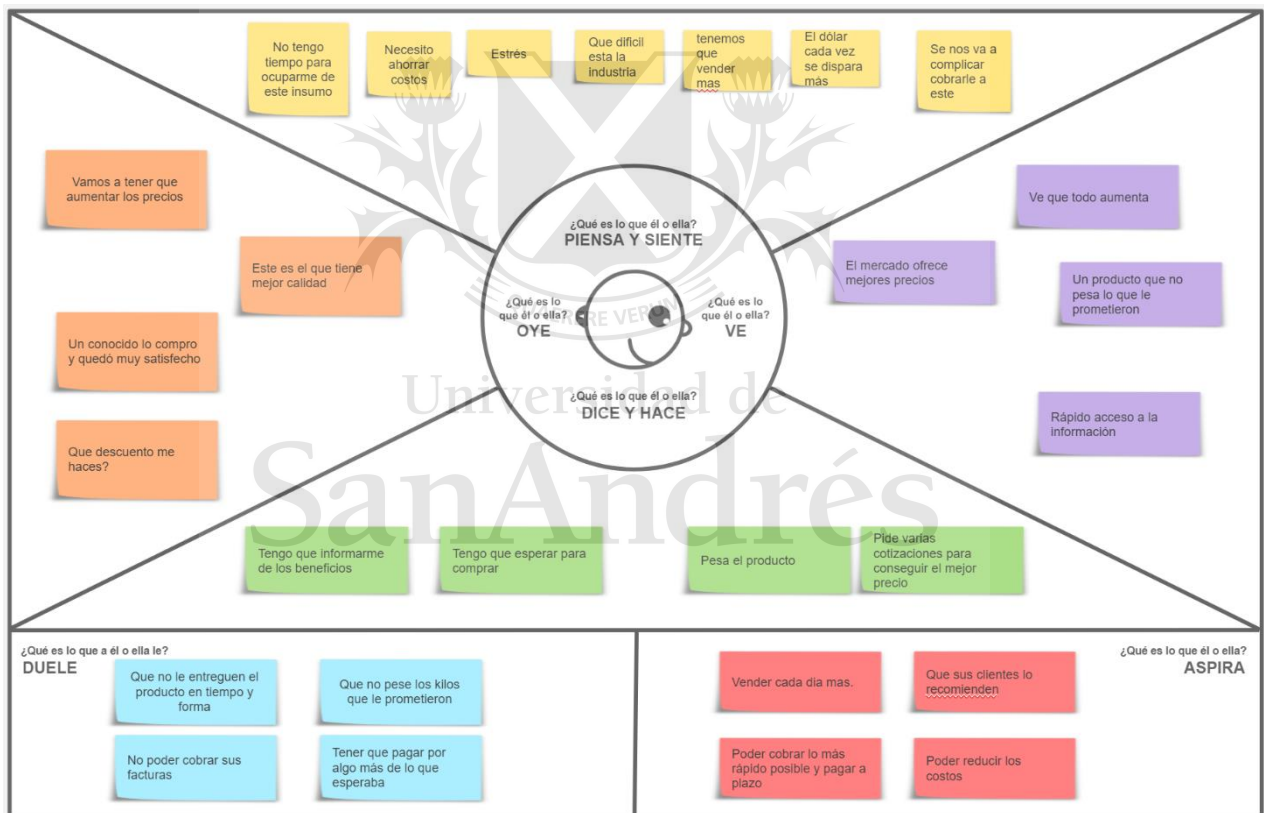 No tengo
tiempo para
ocuparme de
este insumo
Necesito
ahorrar
costos
Estrés
Que dificil
esta la
industria
tenemos
que
vender
mas
El dólar
cada vez
se dispara
más
Se nos va a
complicar
cobrarle a
este
Vamos a tener que
aumentar los precios
Este es el que tiene
mejor calidad
Un conocido lo compro
y quedó muy satisfecho
Que descuento me
haces?
¿Qué es lo que él o ella?
PIENSA Y SIENTE
¿Qué es lo
que él o ella?
OYE
¿Qué es lo
que él o ella?
VE
¿Qué es lo que él o ella?
DICE Y HACE
Ve que todo aumenta
El mercado ofrece
mejores precios
Un producto que no
pesa lo que le
prometieron
Rápido acceso a la
información
Universidad de
SanAndrés
Tengo que informarme
de los beneficios
Tengo que esperar para
comprar
Pesa el producto
Pide varias
cotizaciones para
conseguir el mejor
precio
¿Qué es lo que a él o ella le?
DUELE
Que no le entreguen el
producto en tiempo y
forma
Que no pese los kilos
que le prometieron
No poder cobrar sus
facturas
Tener que pagar por
algo más de lo que
esperaba
¿Qué es lo que él o ella?
ASPIRA
Vender cada dia mas.
Que sus clientes lo
recomienden
Poder cobrar lo más
rápido posible y pagar a
plazo
Poder reducir los
costos